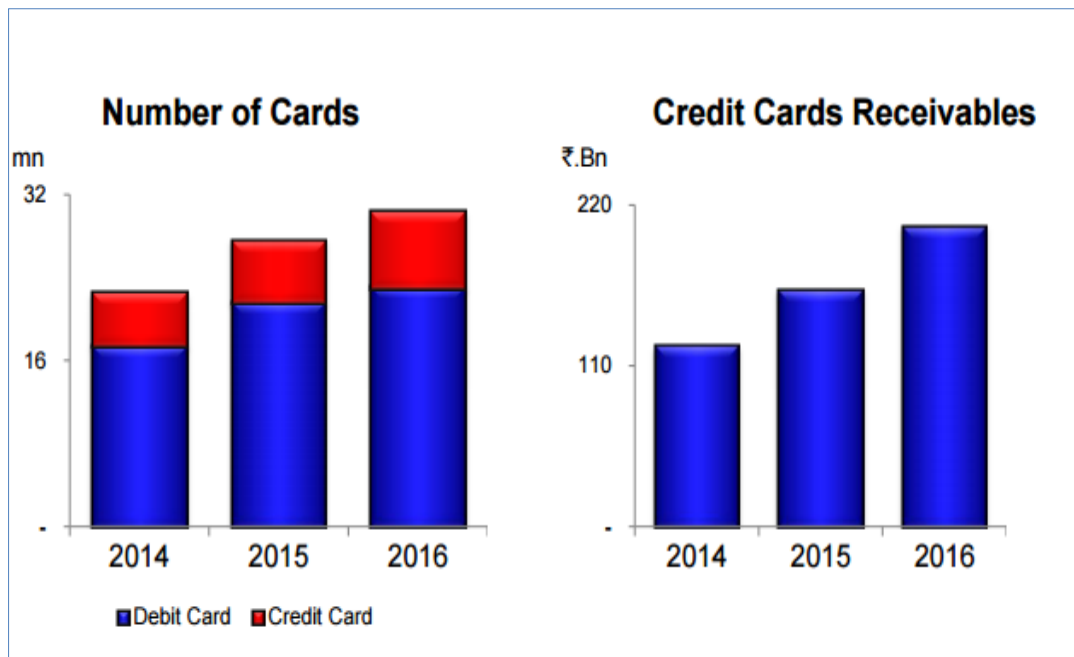 Number of Cards
mn
32
16
-
2014 2015 2016
Debit Card Credit Card
Credit Cards Receivables
₹.Bn
220
110
-
2014 2015 2016